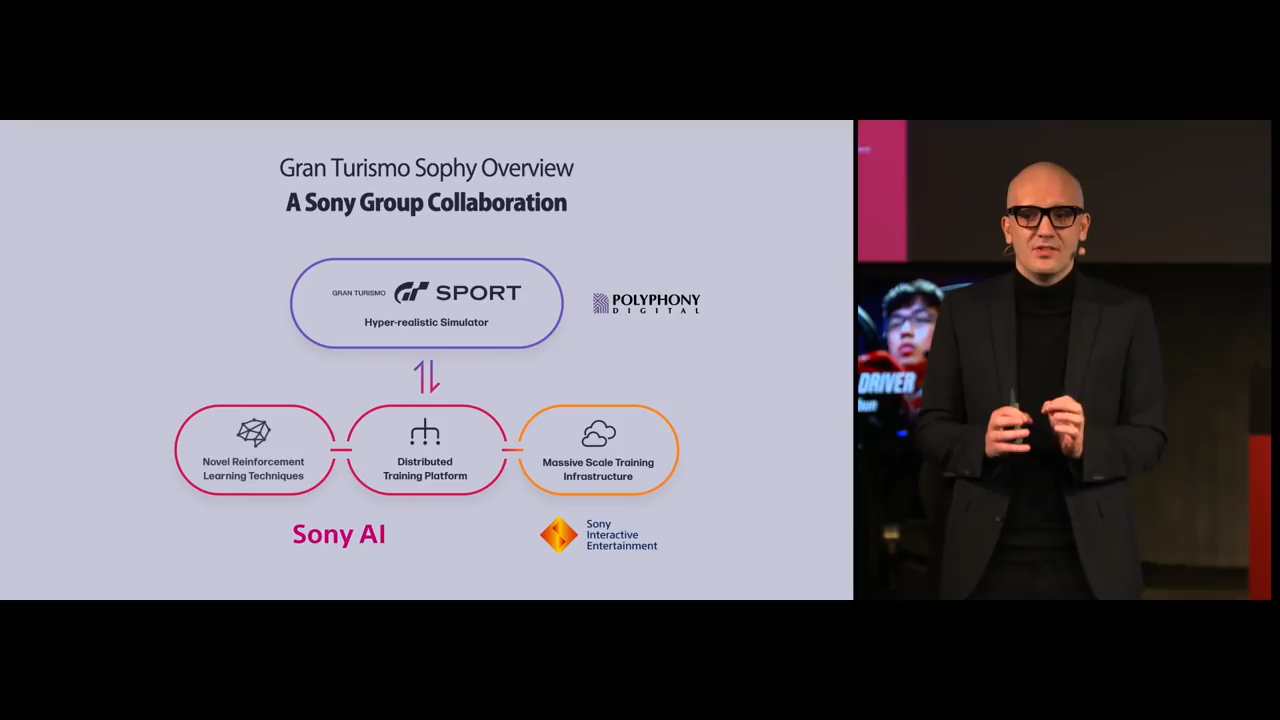 Gran Turismo Sophy Overview
A Sony Group Collaboration
GRAN TURISMO GT SPORT
Hyper-realistic Simulator
POLYPHONY
DIGITAL
Novel Reinforcement
Learning Techniques
Distributed
Training Platform
Massive Scale Training
Infrastructure
Sony AI
Sony
Interactive
Entertainment
DRIVER